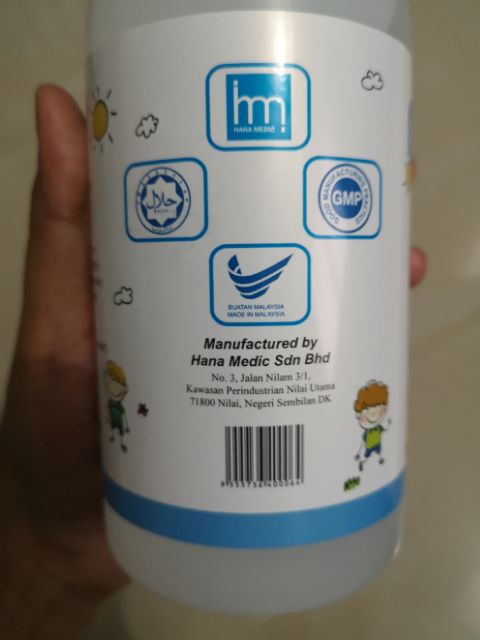 hm
HANA MEDIC
حلال
GOOD MANUFACTURING PRACTICE
GMP
BUATAN MALAYSIA
MADE IN MALAYSIA
Manufactured by
Hana Medic Sdn Bhd
No. 3, Jalan Nilam 3/1,
Kawasan Perindustrian Nilai Utama
71800 Nilai, Negeri Sembilan DK